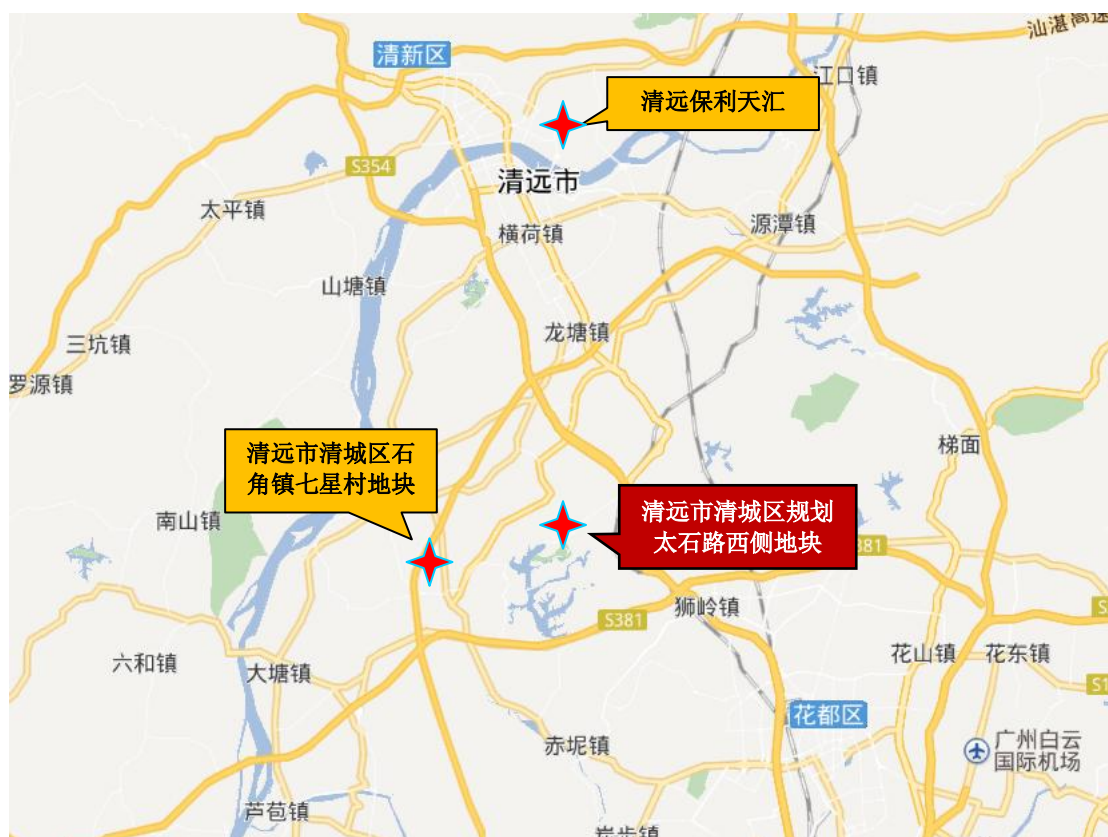 汕湛高速
清新区
江口镇
清远保利天汇
S354
清远市
太平镇
横荷镇
源潭镇
山塘镇
龙塘镇
三坑镇
罗源镇
清远市清城区石
角镇七星村地块
梯面
南山镇
清远市清城区规划
太石路西侧地块
381
狮岭镇
S381
S
六和镇
大塘镇
花山镇
花东镇
S1
花都区
赤坭镇
广州白云
国际机场
芦苞镇
炭步镇